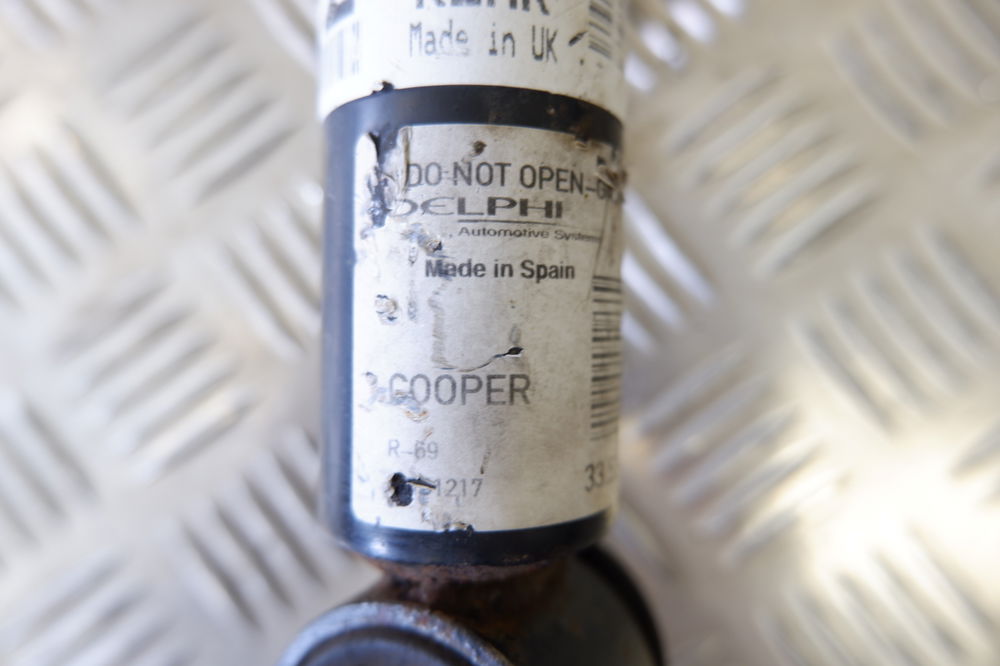 Made in UK
DO NOT OPEN
DELPHI
Automotive Systems
Made in Spain
COOPER
R-69
1217
33